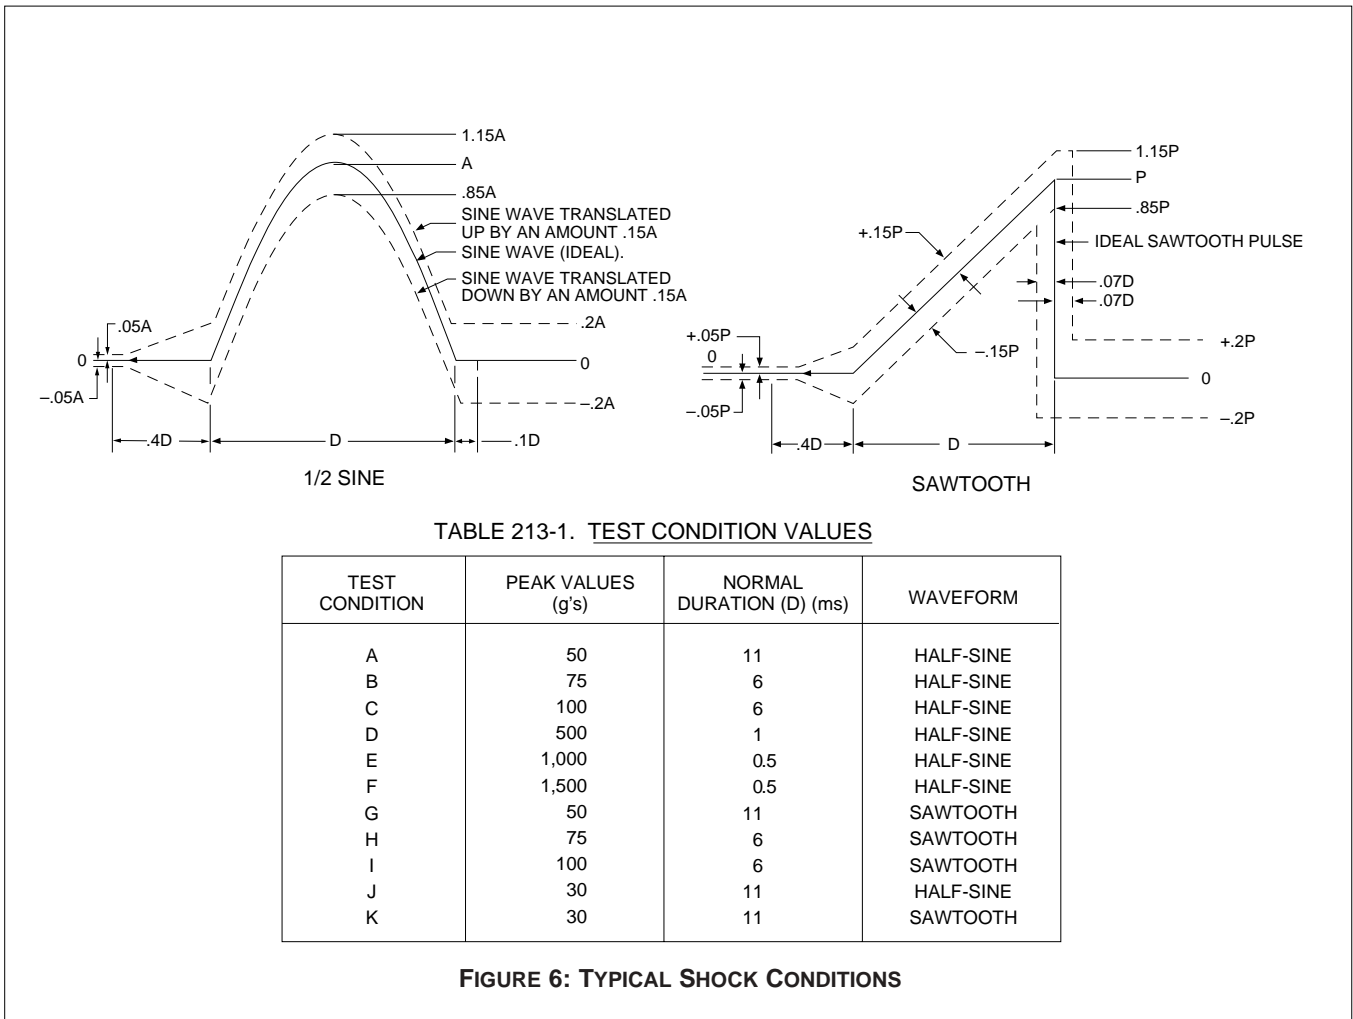 1.15A
A
.85A
SINE WAVE TRANSLATED
UP BY AN AMOUNT .15A
SINE WAVE (IDEAL).
SINE WAVE TRANSLATED
DOWN BY AN AMOUNT .15A
.05A
0
–.05A
.2A
0
–.2A
.4D
D
.1D
1/2 SINE
1.15P
P
.85P
+.15P
IDEAL SAWTOOTH PULSE
.07D
.07D
+.05P
0
–.05P
–.15P
+.2P
0
–.2P
.4D
D
SAWTOOTH
TABLE 213-1. TEST CONDITION VALUES
TEST CONDITION PEAK VALUES (g's) NORMAL DURATION (D) (ms) WAVEFORM
A 50 11 HALF-SINE
B 75 6 HALF-SINE
C 100 6 HALF-SINE
D 500 1 HALF-SINE
E 1,000 0.5 HALF-SINE
F 1,500 0.5 HALF-SINE
G 50 11 SAWTOOTH
H 75 6 SAWTOOTH
I 100 6 SAWTOOTH
J 30 11 HALF-SINE
K 30 11 SAWTOOTH
FIGURE 6: TYPICAL SHOCK CONDITIONS